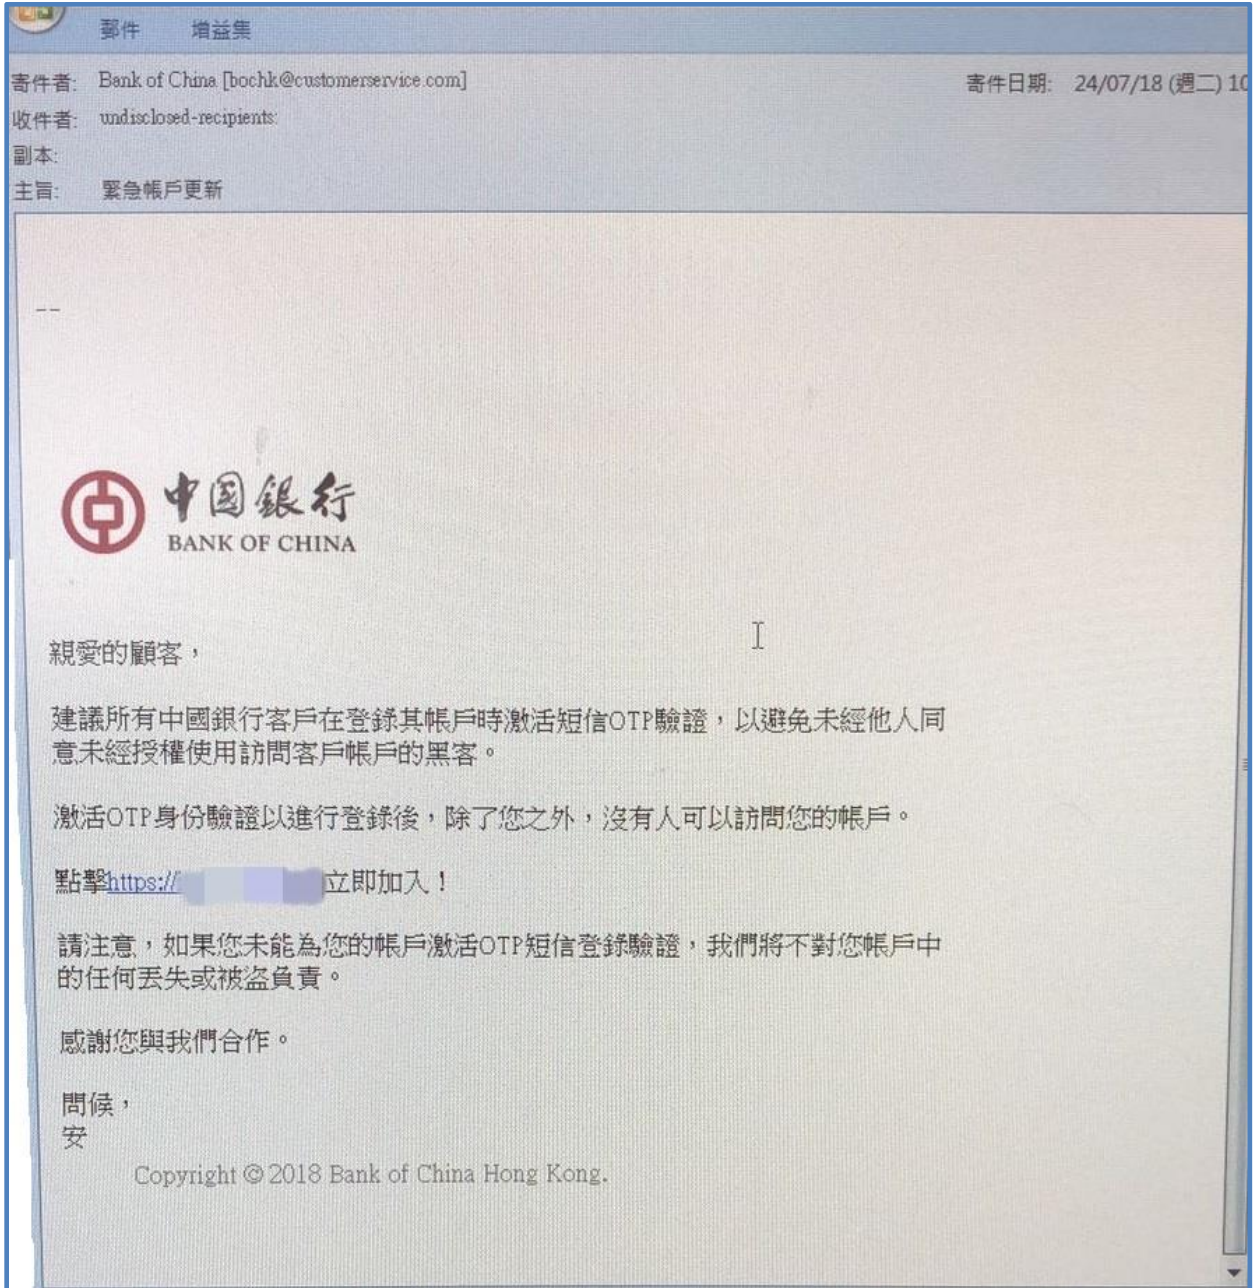 郵件 增益集
寄件者: Bank of China [bochk@customerservice.com] 寄件日期: 24/07/18 (週二) 10
收件者: undisclosed-recipients:
副本:
主旨: 緊急帳戶更新
--
中国銀行
BANK OF CHINA
親愛的顧客，
建議所有中國銀行客戶在登錄其帳戶時激活短信OTP驗證，以避免未經他人同
意未經授權使用訪問客戶帳戶的黑客。
激活OTP身份驗證以進行登錄後，除了您之外，沒有人可以訪問您的帳戶。
點擊https://立即加入！
請注意，如果您未能為您的帳戶激活OTP短信登錄驗證，我們將不對您帳戶中
的任何丟失或被盜負責。
感謝您與我們合作。
問候，
安
Copyright © 2018 Bank of China Hong Kong.